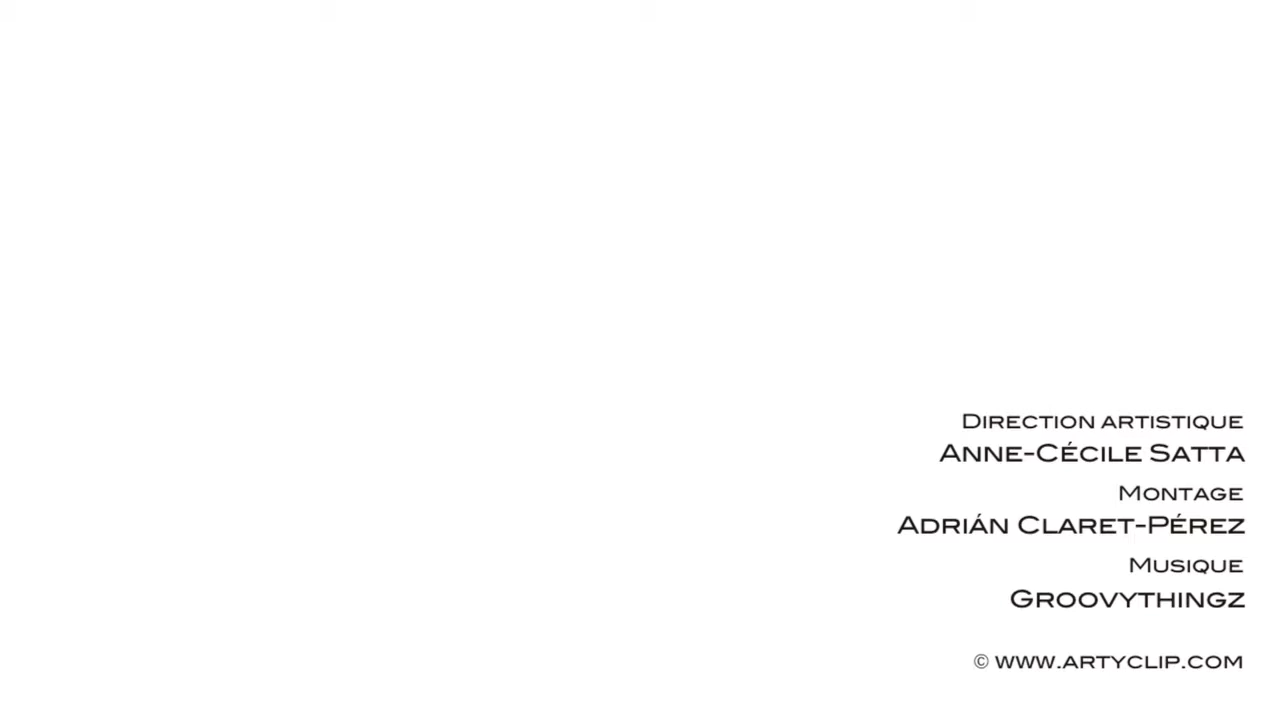 Direction artistique
Anne-Cécile Satta
Montage
Adrián Claret-Pérez
Musique
Groovythingz
© www.artyclip.com